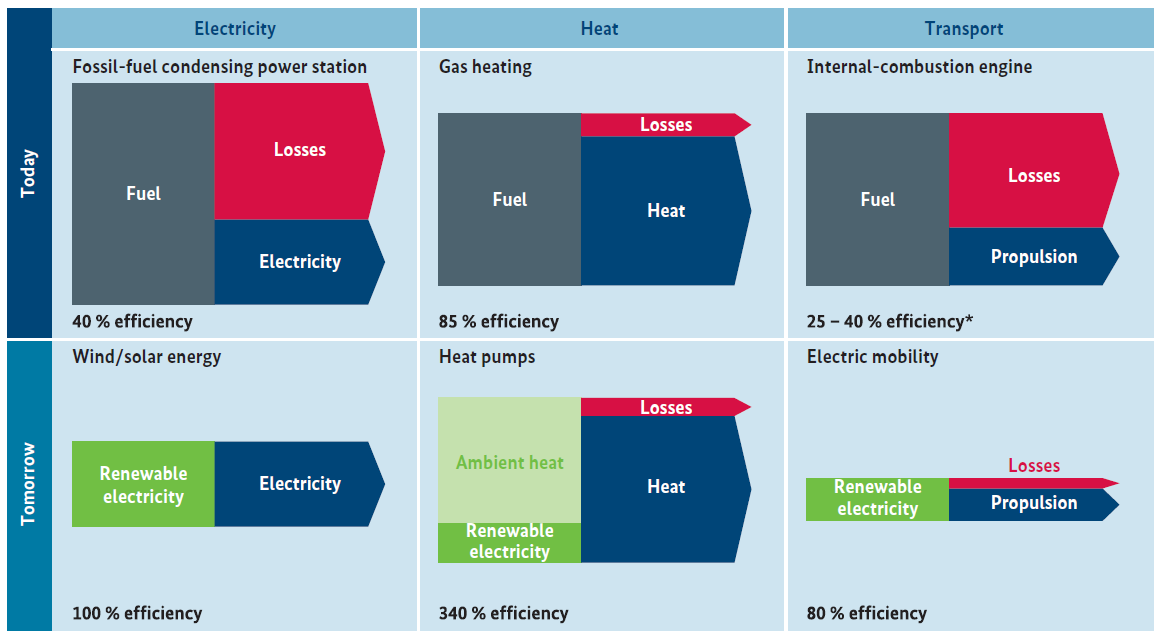 Electricity
Heat
Transport
Today
Fossil-fuel condensing power station
Fuel
Losses
Electricity
40 % efficiency
Gas heating
Fuel
Losses
Heat
85 % efficiency
Internal-combustion engine
Fuel
Losses
Propulsion
25 – 40 % efficiency*
Tomorrow
Wind/solar energy
Renewable
electricity
Electricity
100 % efficiency
Heat pumps
Ambient heat
Renewable
electricity
Losses
Heat
340 % efficiency
Electric mobility
Renewable
electricity
Losses
Propulsion
80 % efficiency